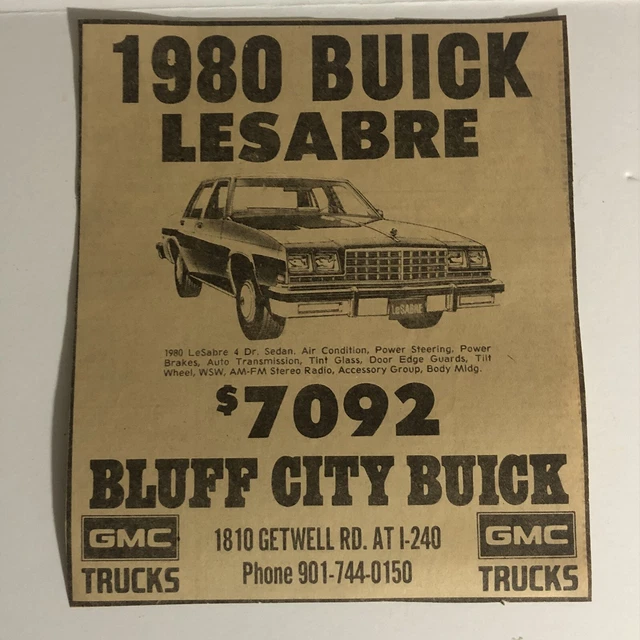 1980 BUICK
LESABRE
LeSABRE
1980 LeSabre 4 Dr. Sedan. Air Condition, Power Steering, Power
Brakes, Auto Transmission, Tint Glass, Door Edge Guards, Tilt
Wheel, WSW, AM-FM Stereo Radio, Accessory Group, Body Mldg.
$7092
BLUFF CITY BUICK
GMC
TRUCKS
1810 GETWELL RD. AT I-240
Phone 901-744-0150
GMC
TRUCKS